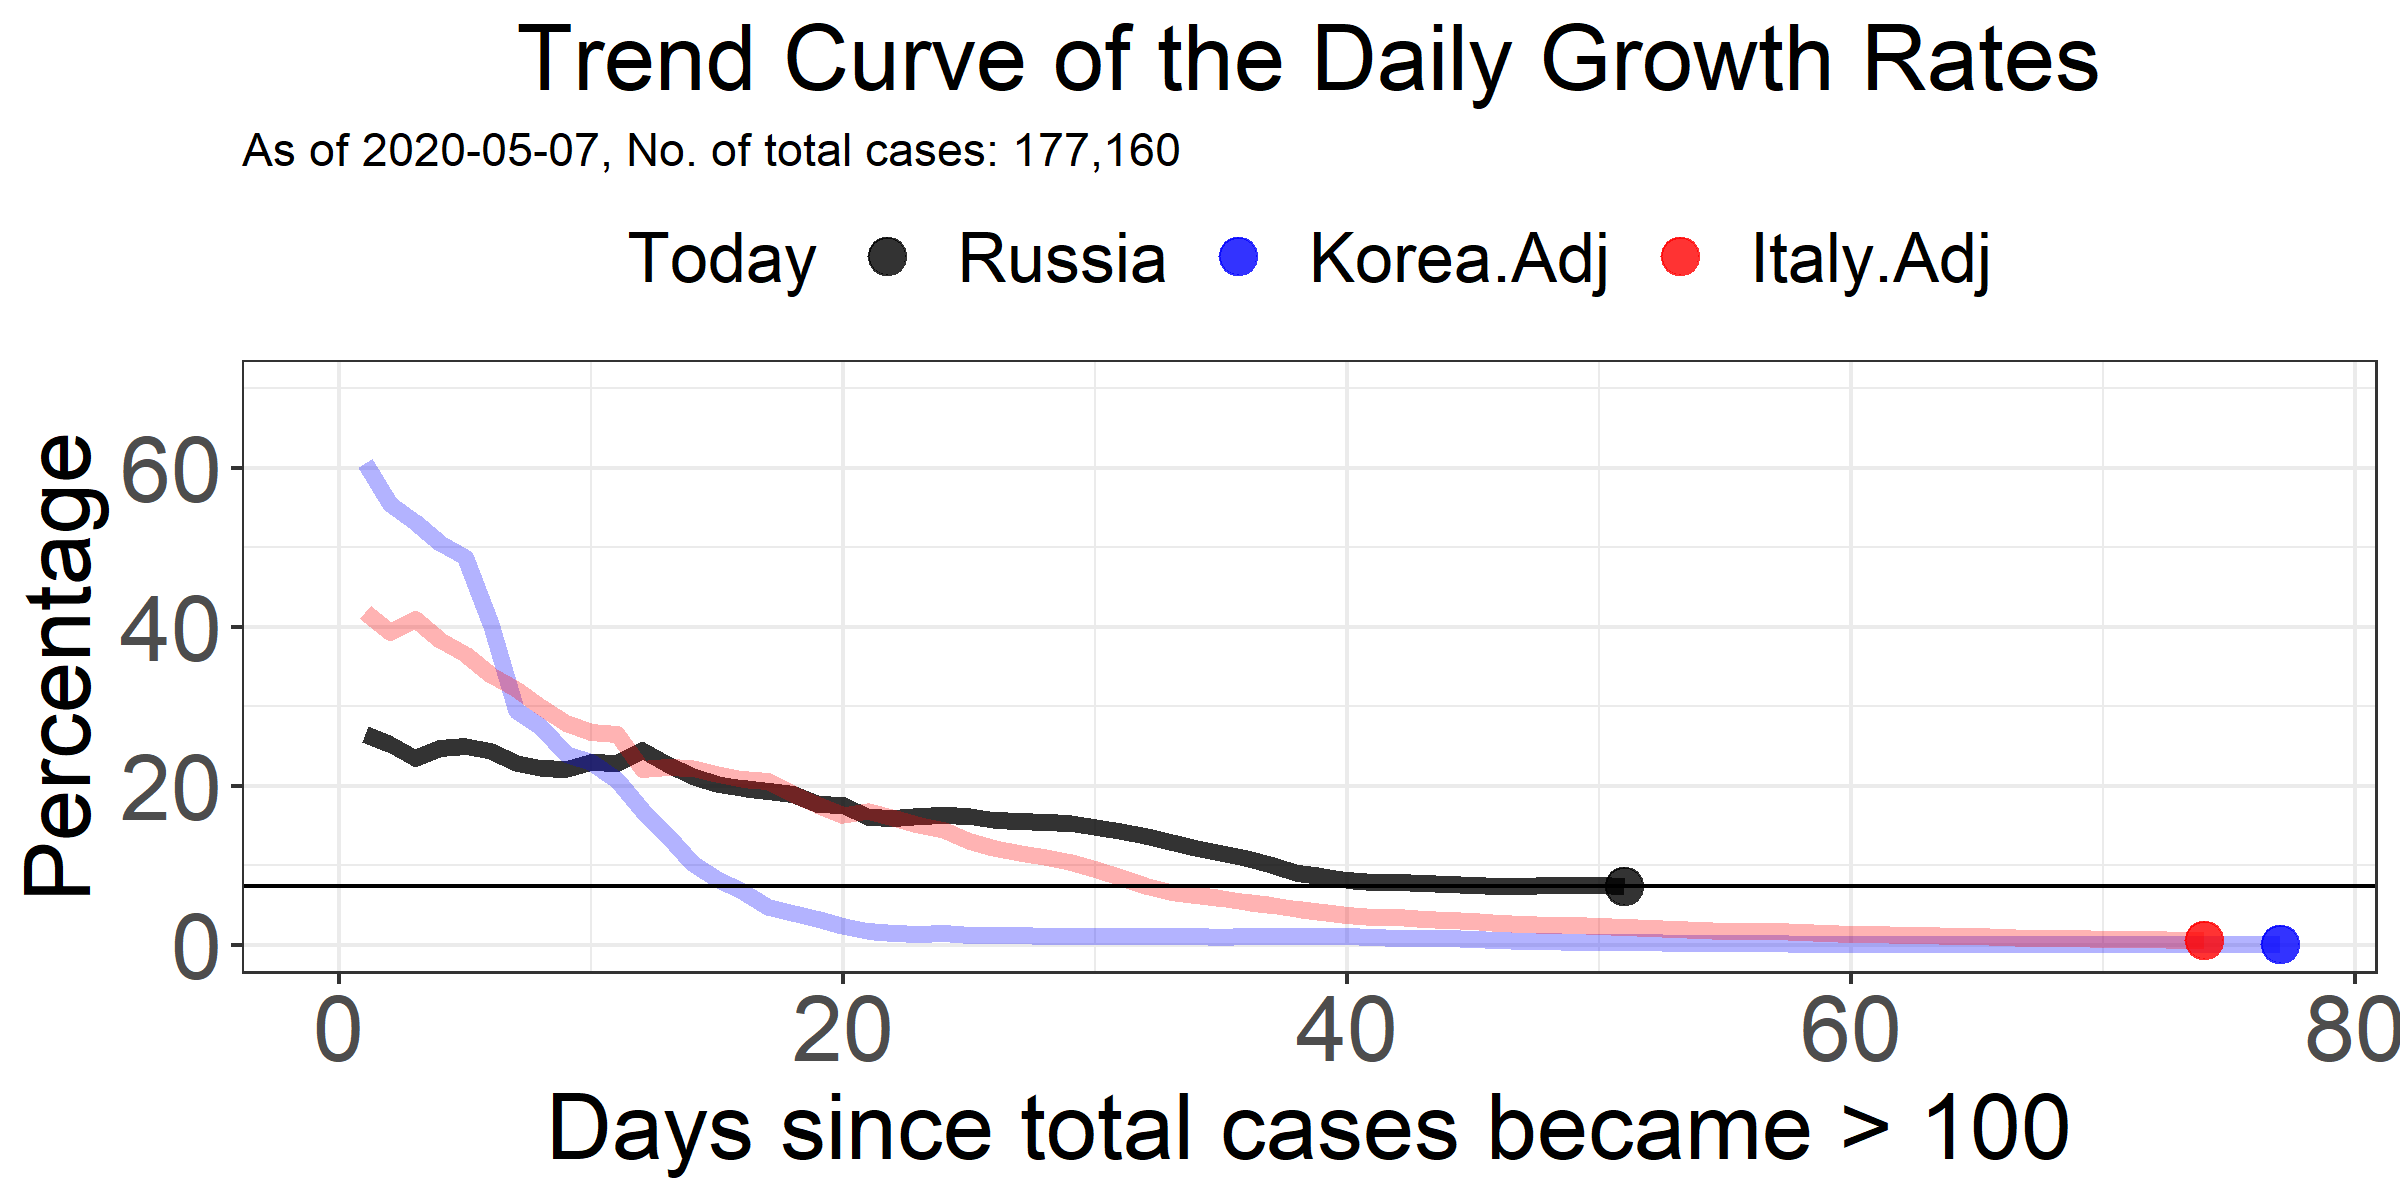 Trend Curve of the Daily Growth Rates
As of 2020-05-07, No. of total cases: 177,160
Today Russia Korea.Adj Italy.Adj
Percentage
60
40
20
0
0 20 40 60 80
Days since total cases became > 100